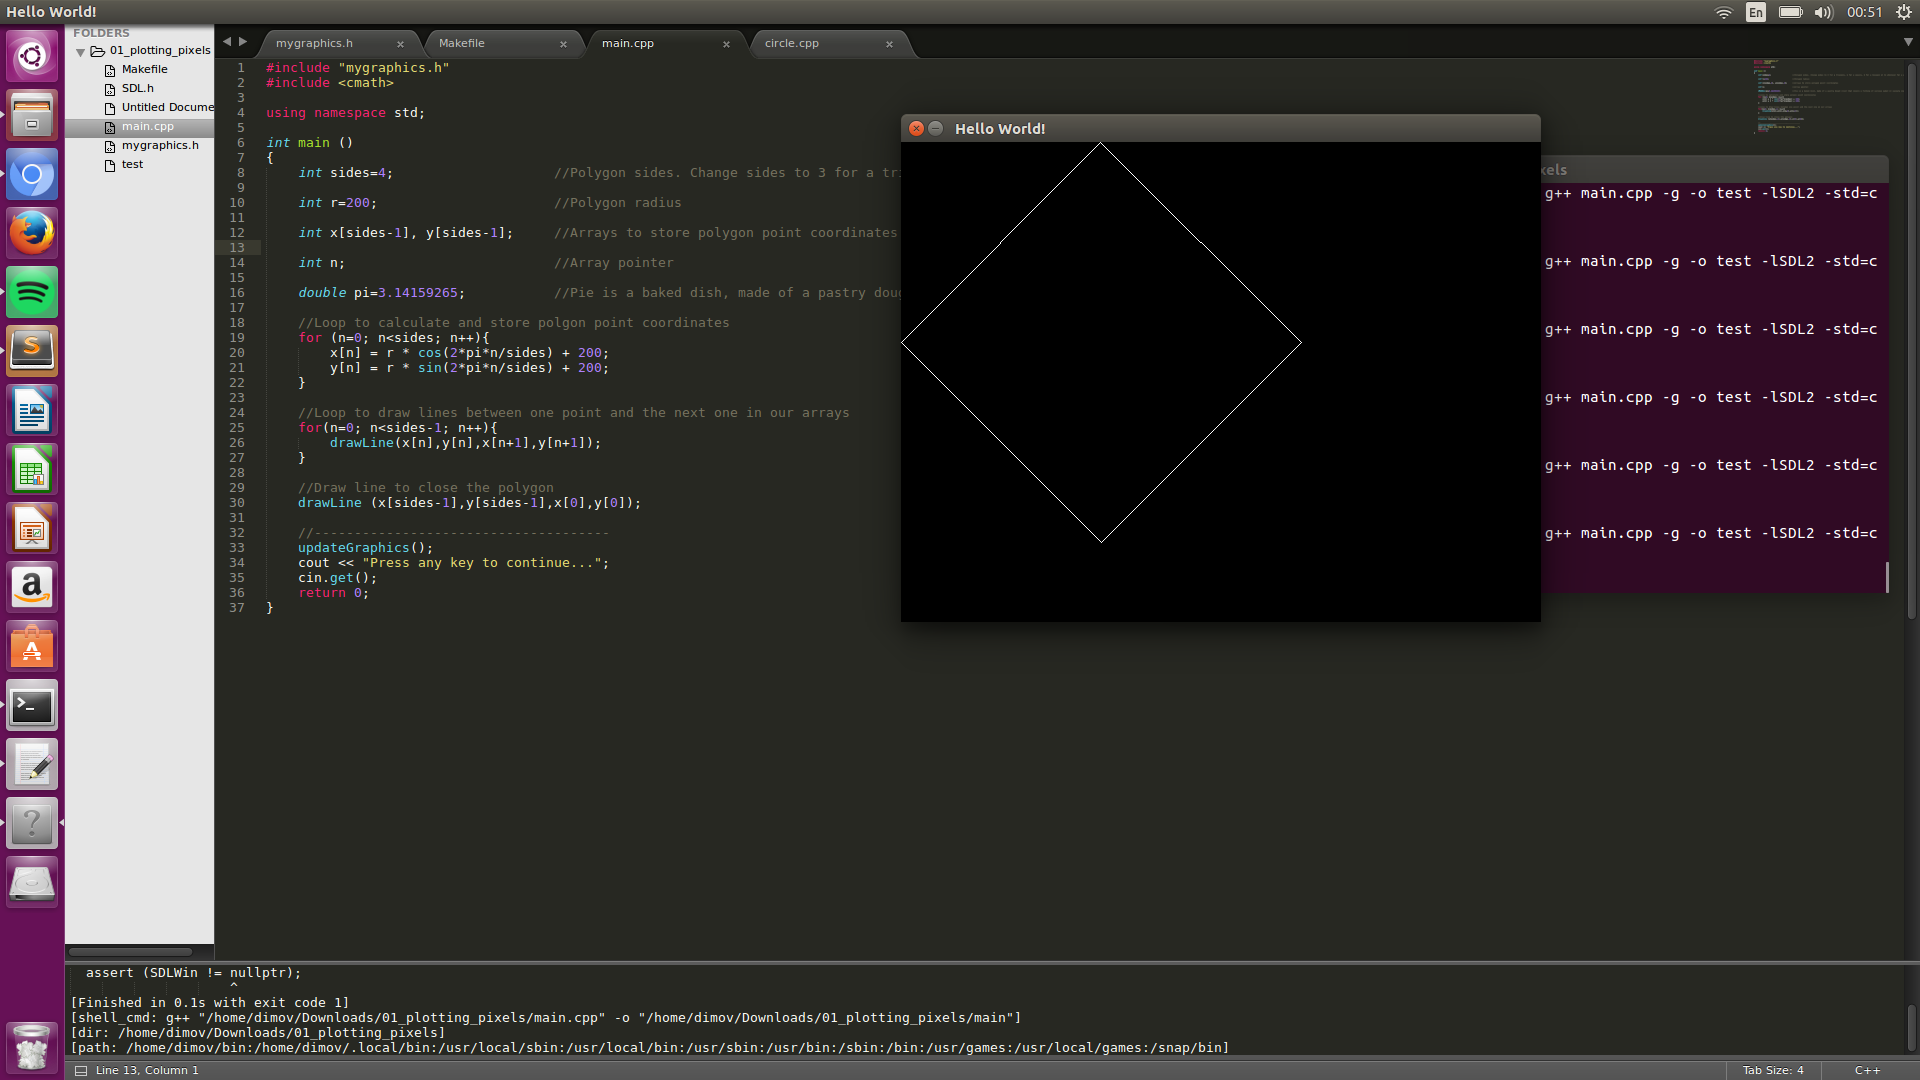 Hello World!
En
00:51
FOLDERS
01_plotting_pixels
Makefile
SDL.h
Untitled Docume
main.cpp
mygraphics.h
test
mygraphics.h
Makefile
main.cpp
circle.cpp
1 #include "mygraphics.h"
2 #include <cmath>
3
4 using namespace std;
5
6 int main ()
7 {
8 int sides=4; //Polygon sides. Change sides to 3 for a tri
9
10 int r=200; //Polygon radius
11
12 int x[sides-1], y[sides-1]; //Arrays to store polygon point coordinates
13
14 int n; //Array pointer
15
16 double pi=3.14159265; //Pie is a baked dish, made of a pastry doug
17
18 //Loop to calculate and store polgon point coordinates
19 for (n=0; n<sides; n++){
20 x[n] = r * cos(2*pi*n/sides) + 200;
21 y[n] = r * sin(2*pi*n/sides) + 200;
22 }
23
24 //Loop to draw lines between one point and the next one in our arrays
25 for(n=0; n<sides-1; n++){
26 drawLine(x[n],y[n],x[n+1],y[n+1]);
27 }
28
29 //Draw line to close the polygon
30 drawLine (x[sides-1],y[sides-1],x[0],y[0]);
31
32 //-------------------------------------
33 updateGraphics();
34 cout << "Press any key to continue...";
35 cin.get();
36 return 0;
37 }
Hello World!
xels
g++ main.cpp -g -o test -lSDL2 -std=c
g++ main.cpp -g -o test -lSDL2 -std=c
g++ main.cpp -g -o test -lSDL2 -std=c
g++ main.cpp -g -o test -lSDL2 -std=c
g++ main.cpp -g -o test -lSDL2 -std=c
g++ main.cpp -g -o test -lSDL2 -std=c
assert (SDLWin != nullptr);
^
[Finished in 0.1s with exit code 1]
[shell_cmd: g++ "/home/dimov/Downloads/01_plotting_pixels/main.cpp" -o "/home/dimov/Downloads/01_plotting_pixels/main"]
[dir: /home/dimov/Downloads/01_plotting_pixels]
[path: /home/dimov/bin:/home/dimov/.local/bin:/usr/local/sbin:/usr/local/bin:/usr/sbin:/usr/bin:/sbin:/bin:/usr/games:/usr/local/games:/snap/bin]
Line 13, Column 1
Tab Size: 4
C++